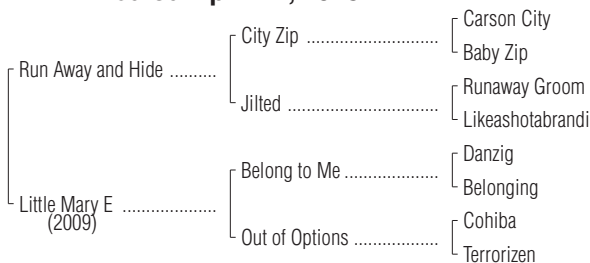 Carson City
City Zip ................................
Baby Zip
Run Away and Hide ..........
Runaway Groom
Jilted ....................................
Likeashotabrandi
Danzig
Belong to Me ......................
Belonging
Little Mary E ....................
(2009)
Cohiba
Out of Options ....................
Terrorizen